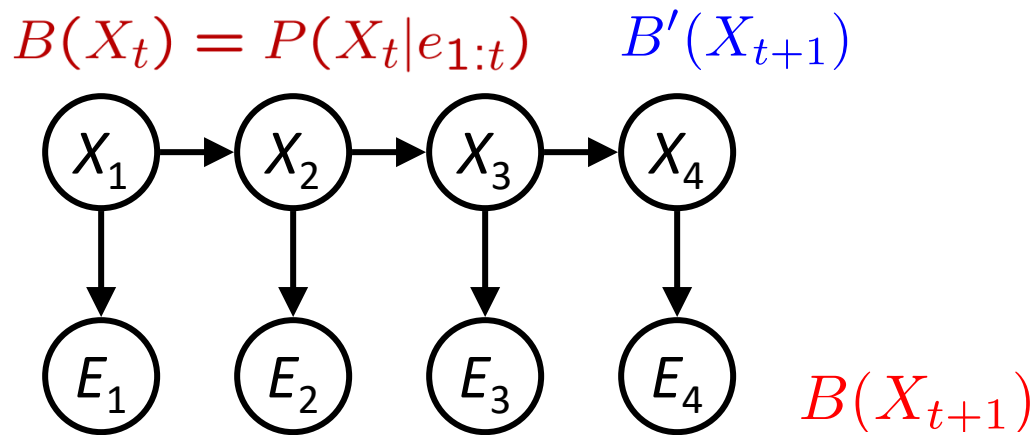 B(X_t) = P(X_t|e_{1:t}) B'(X_{t+1})
X_1 X_2 X_3 X_4
E_1 E_2 E_3 E_4
B(X_{t+1})